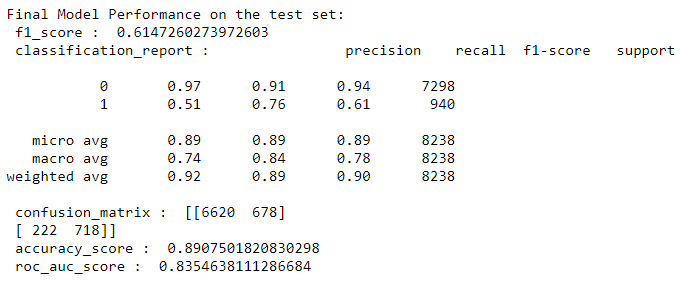 Final Model Performance on the test set:
f1_score :  0.6147260273972603
classification_report :                 precision    recall  f1-score   support
0       0.97      0.91      0.94      7298
1       0.51      0.76      0.61       940
micro avg       0.89      0.89      0.89      8238
macro avg       0.74      0.84      0.78      8238
weighted avg       0.92      0.89      0.90      8238
confusion_matrix :  [[6620  678]
[ 222  718]]
accuracy_score :  0.8907501820830298
roc_auc_score :  0.8354638111286684